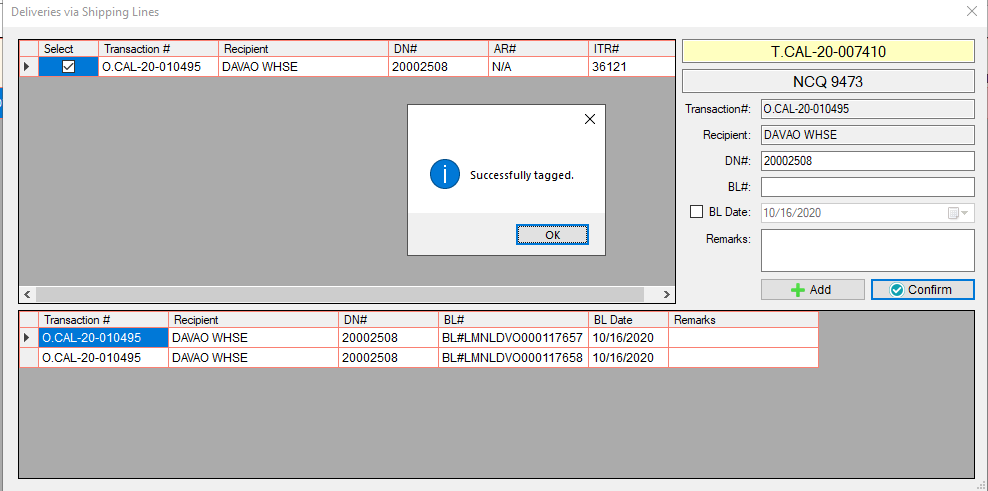 Deliveries via Shipping Lines
Select Transaction # Recipient DN# AR# ITR#
O.CAL-20-010495 DAVAO WHSE 20002508 N/A 36121
Successfully tagged.
OK
T.CAL-20-007410
NCQ 9473
Transaction#: O.CAL-20-010495
Recipient: DAVAO WHSE
DN#: 20002508
BL#:
BL Date: 10/16/2020
Remarks:
Add Confirm
Transaction # Recipient DN# BL# BL Date Remarks
O.CAL-20-010495 DAVAO WHSE 20002508 BL#LMNLDVO000117657 10/16/2020
O.CAL-20-010495 DAVAO WHSE 20002508 BL#LMNLDVO000117658 10/16/2020